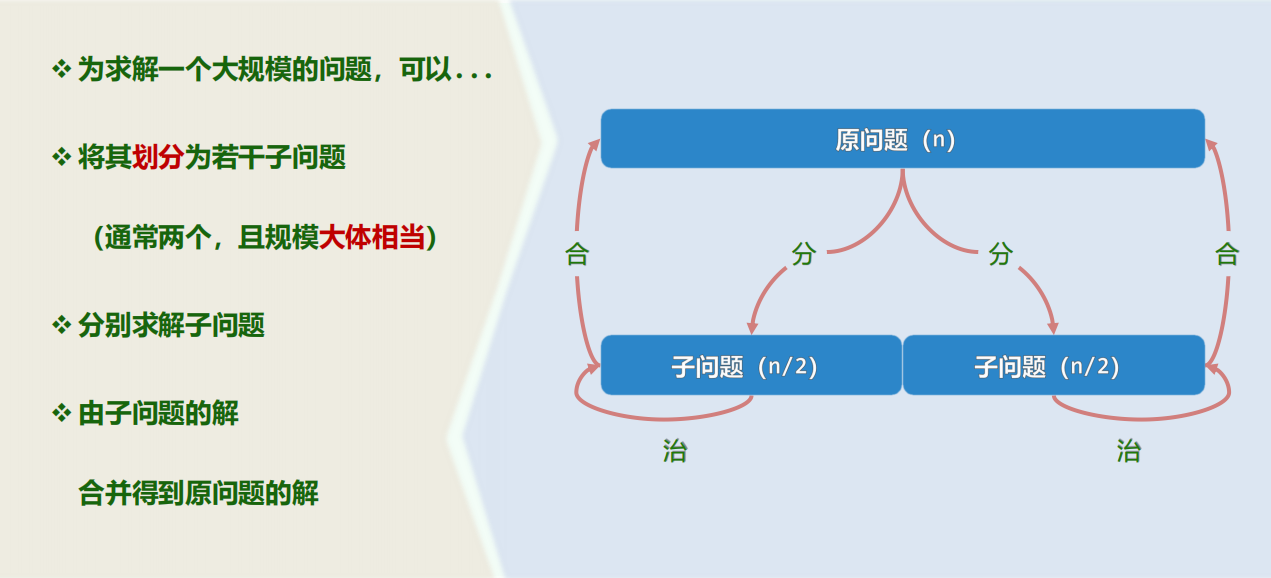 ❖ 为求解一个大规模的问题，可以...
❖ 将其划分为若干子问题
（通常两个，且规模大体相当）
❖ 分别求解子问题
❖ 由子问题的解
合并得到原问题的解
原问题（n）
合
分
分
合
子问题（n/2）
子问题（n/2）
治
治